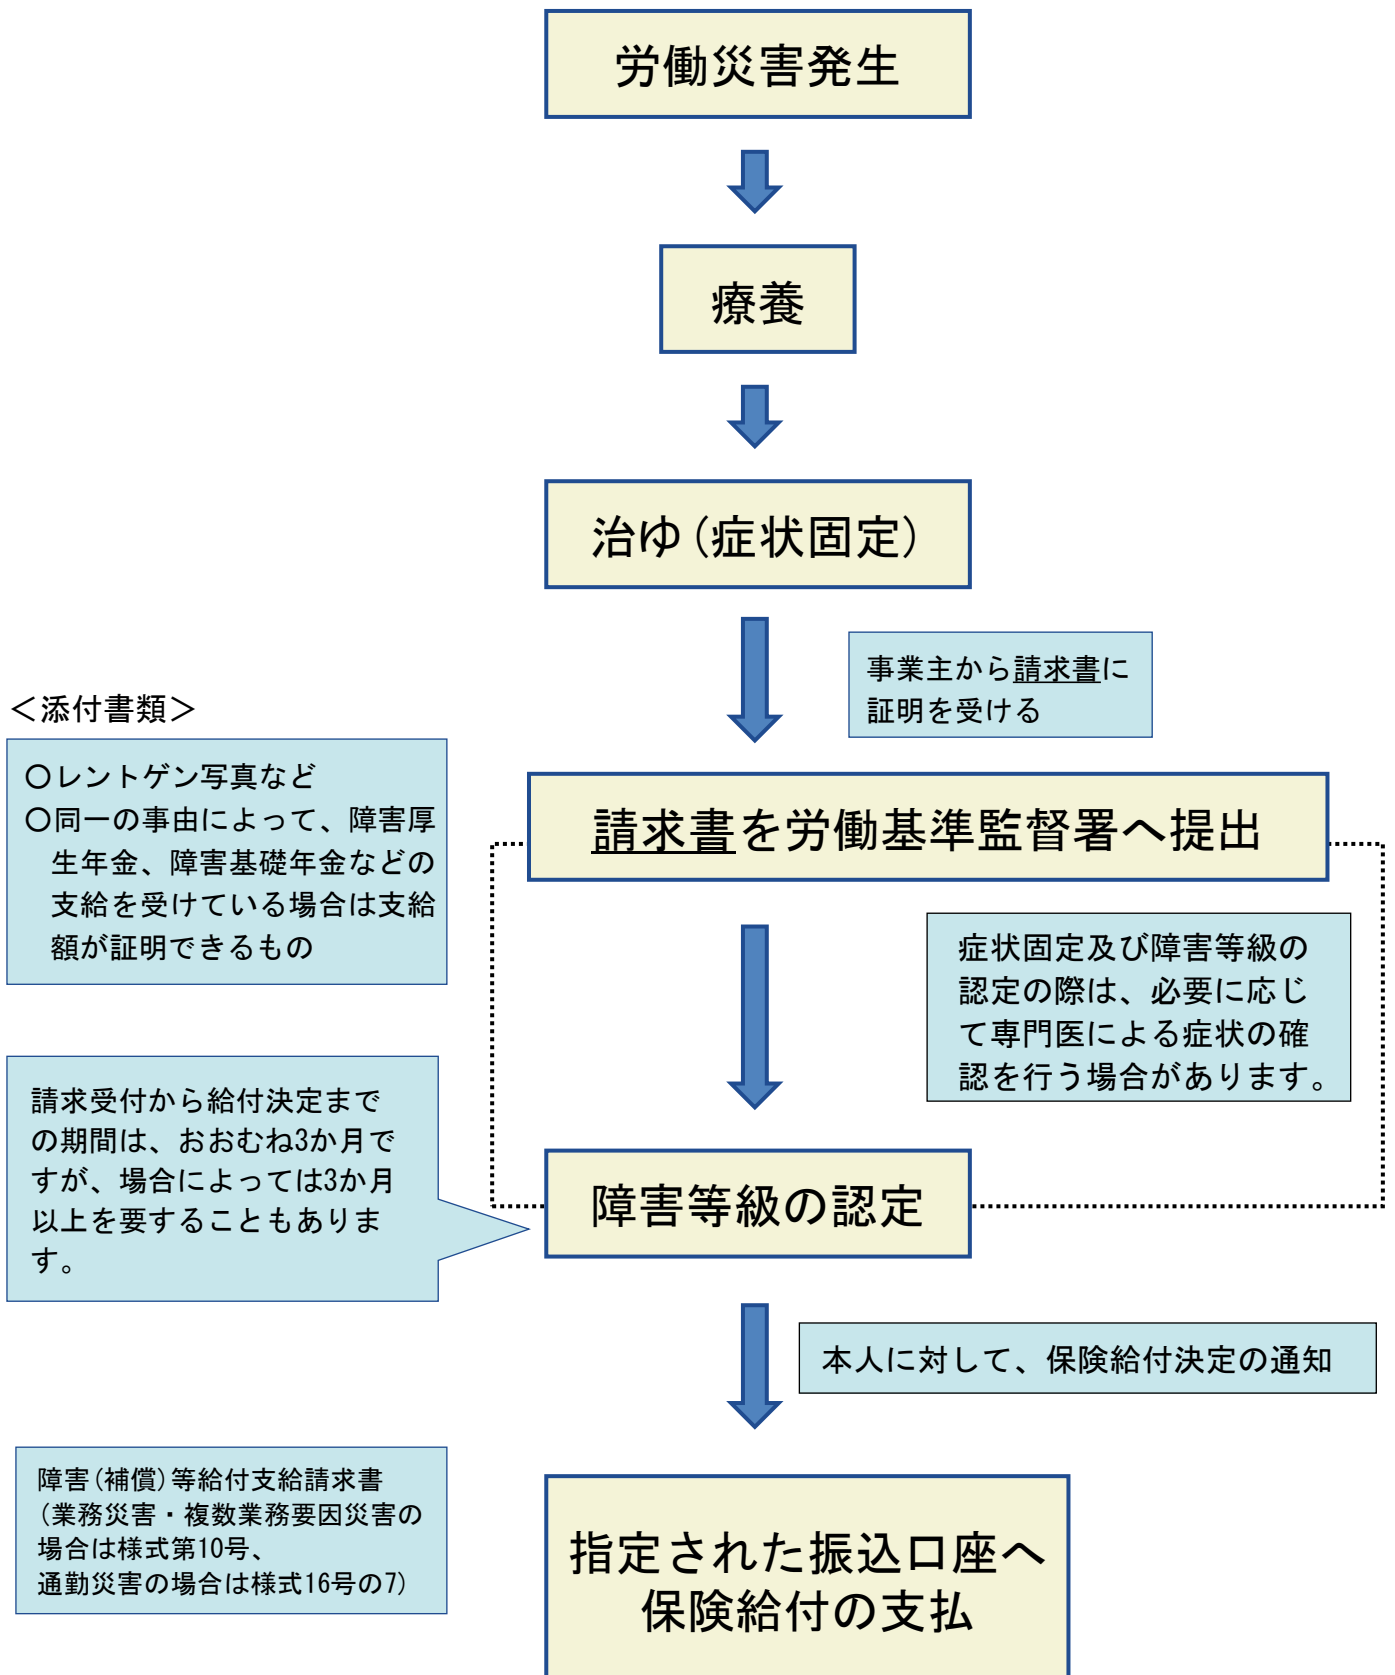 労働災害発生
療養
治ゆ(症状固定)
事業主から請求書に
証明を受ける
＜添付書類＞
○レントゲン写真など
○同一の事由によって、障害厚
生年金、障害基礎年金などの
支給を受けている場合は支給
額が証明できるもの
請求書を労働基準監督署へ提出
症状固定及び障害等級の
認定の際は、必要に応じ
て専門医による症状の確
認を行う場合があります。
請求受付から給付決定まで
の期間は、おおむね3か月で
すが、場合によっては3か月
以上を要することもありま
す。
障害等級の認定
本人に対して、保険給付決定の通知
障害(補償)等給付支給請求書
(業務災害・複数業務要因災害の
場合は様式第10号、
通勤災害の場合は様式16号の7)
指定された振込口座へ
保険給付の支払